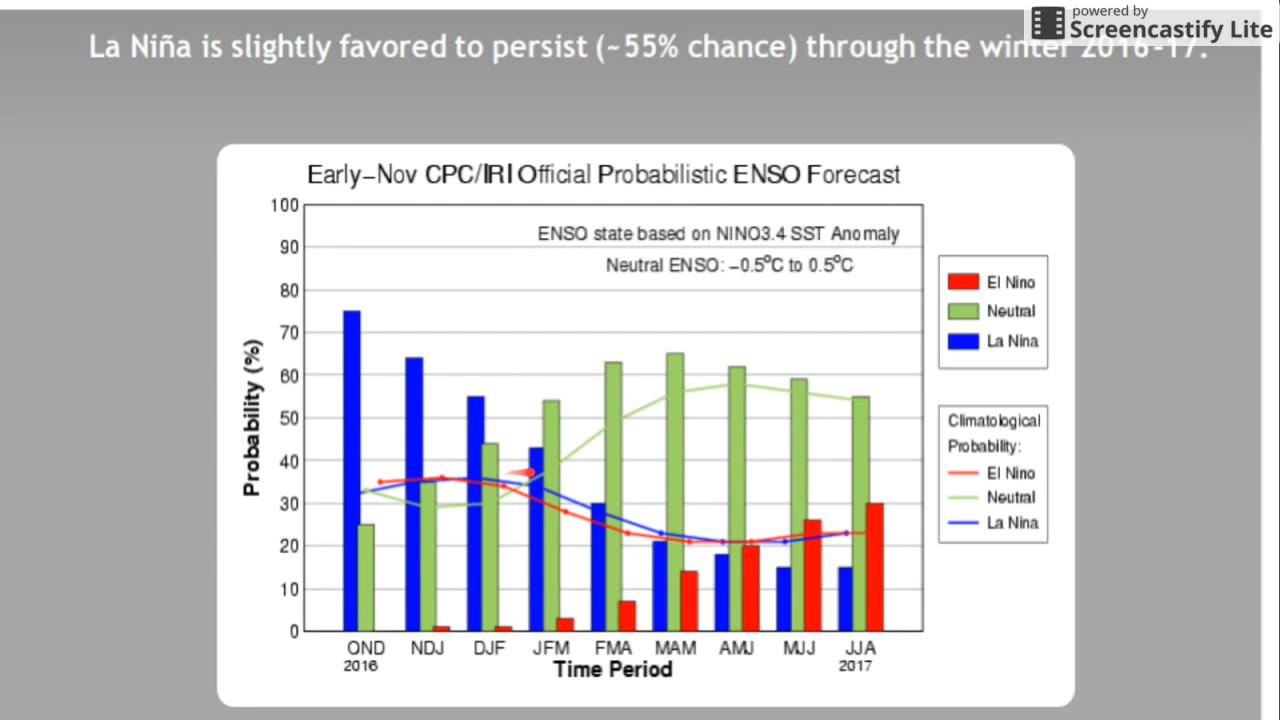 powered by
Screencastify Lite
La Niña is slightly favored to persist (~55% chance) through the winter 2016-17.
Early-Nov CPC/IRI Official Probabilistic ENSO Forecast
ENSO state based on NINO3.4 SST Anomaly
Neutral ENSO: -0.5°C to 0.5°C
Probability (%)
100
90
80
70
60
50
40
30
20
10
0
OND NDJ DJF JFM FMA MAM AMJ MJJ JJA
2016 2017
Time Period
El Nino
Neutral
La Nina
Climatological
Probability:
El Nino
Neutral
La Nina